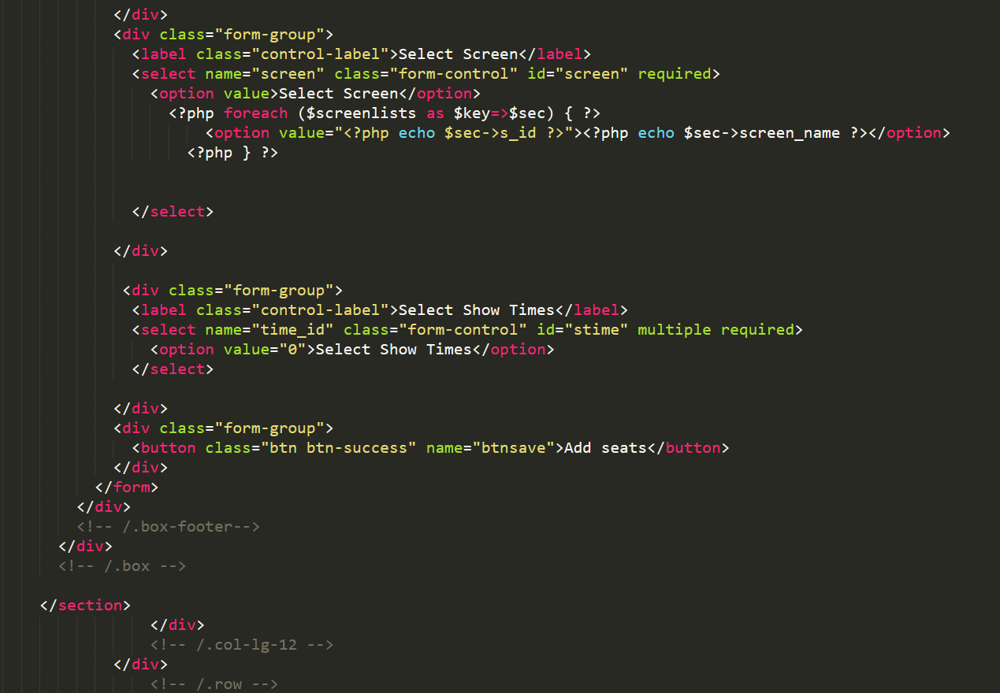 </div>
<div class="form-group">
<label class="control-label">Select Screen</label>
<select name="screen" class="form-control" id="screen" required>
<option value>Select Screen</option>
<?php foreach ($screenlists as $key=>$sec) { ?>
<option value="<?php echo $sec->s_id ?>"><?php echo $sec->screen_name ?></option>
<?php } ?>
</select>
</div>
<div class="form-group">
<label class="control-label">Select Show Times</label>
<select name="time_id" class="form-control" id="stime" multiple required>
<option value="0">Select Show Times</option>
</select>
</div>
<div class="form-group">
<button class="btn btn-success" name="btnsave">Add seats</button>
</div>
</form>
</div>
<!-- /.box-footer-->
</div>
<!-- /.box -->
</section>
</div>
<!-- /.col-lg-12 -->
</div>
<!-- /.row -->